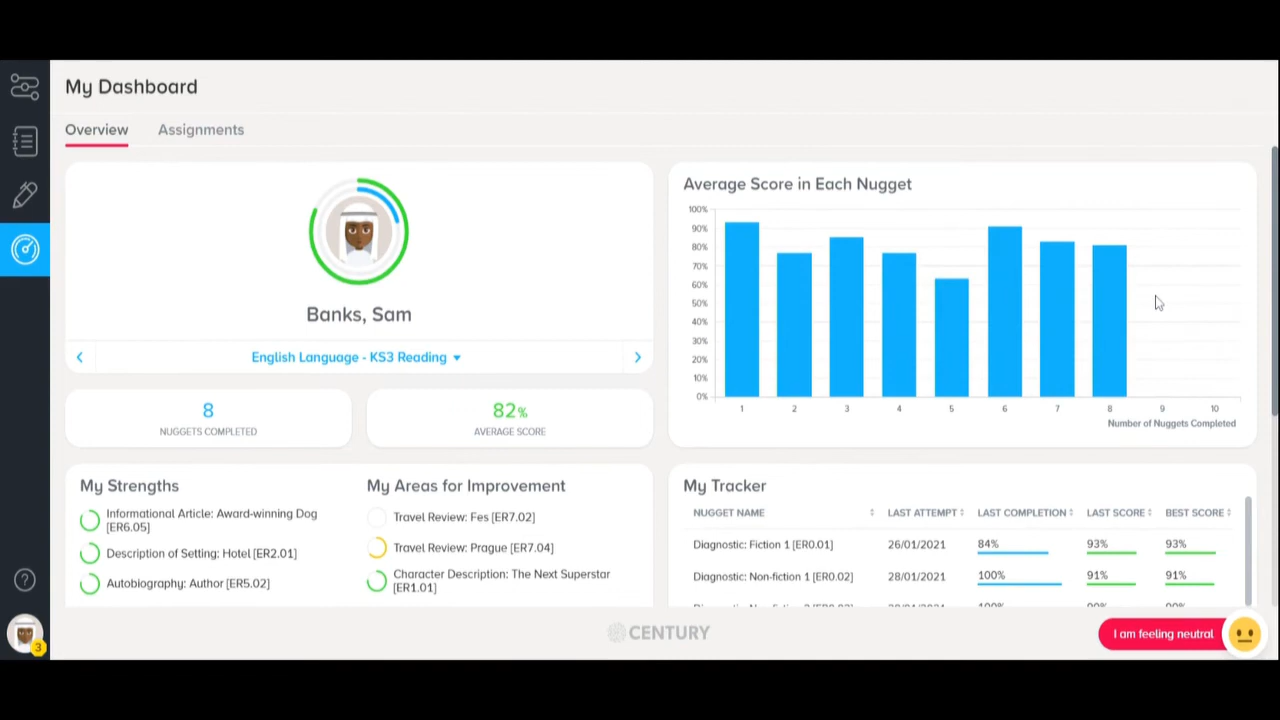 My Dashboard
Overview
Assignments
Banks, Sam
English Language - KS3 Reading
8
NUGGETS COMPLETED
82%
AVERAGE SCORE
Average Score in Each Nugget
100%
90%
80%
70%
60%
50%
40%
30%
20%
10%
0%
1 2 3 4 5 6 7 8 9 10
Number of Nuggets Completed
My Strengths
Informational Article: Award-winning Dog
[ER6.05]
Description of Setting: Hotel [ER2.01]
Autobiography: Author [ER5.02]
My Areas for Improvement
Travel Review: Fes [ER7.02]
Travel Review: Prague [ER7.04]
Character Description: The Next Superstar
[ER1.01]
My Tracker
NUGGET NAME LAST ATTEMPT LAST COMPLETION LAST SCORE BEST SCORE
Diagnostic: Fiction 1 [ER0.01] 26/01/2021 84% 93% 93%
Diagnostic: Non-fiction 1 [ER0.02] 28/01/2021 100% 91% 91%
?
3
CENTURY
I am feeling neutral